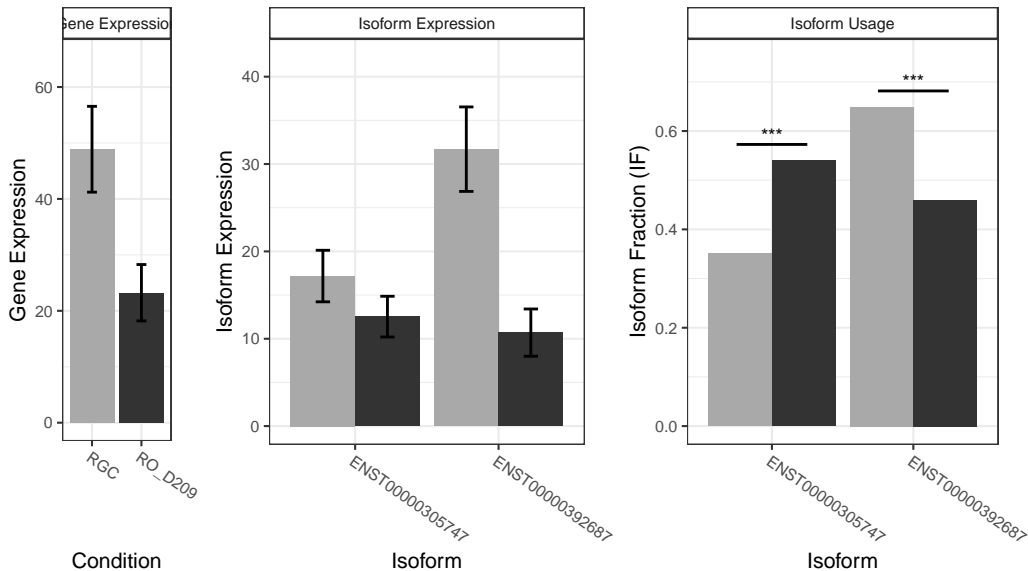 Gene Expression
Gene Expression
60
40
20
0
RGC
RO_D209
Condition
Isoform Expression
Isoform Expression
40
30
20
10
0
ENST00000305747
ENST00000392687
Isoform
Isoform Usage
Isoform Fraction (IF)
0.6
0.4
0.2
0.0
***
***
ENST00000305747
ENST00000392687
Isoform